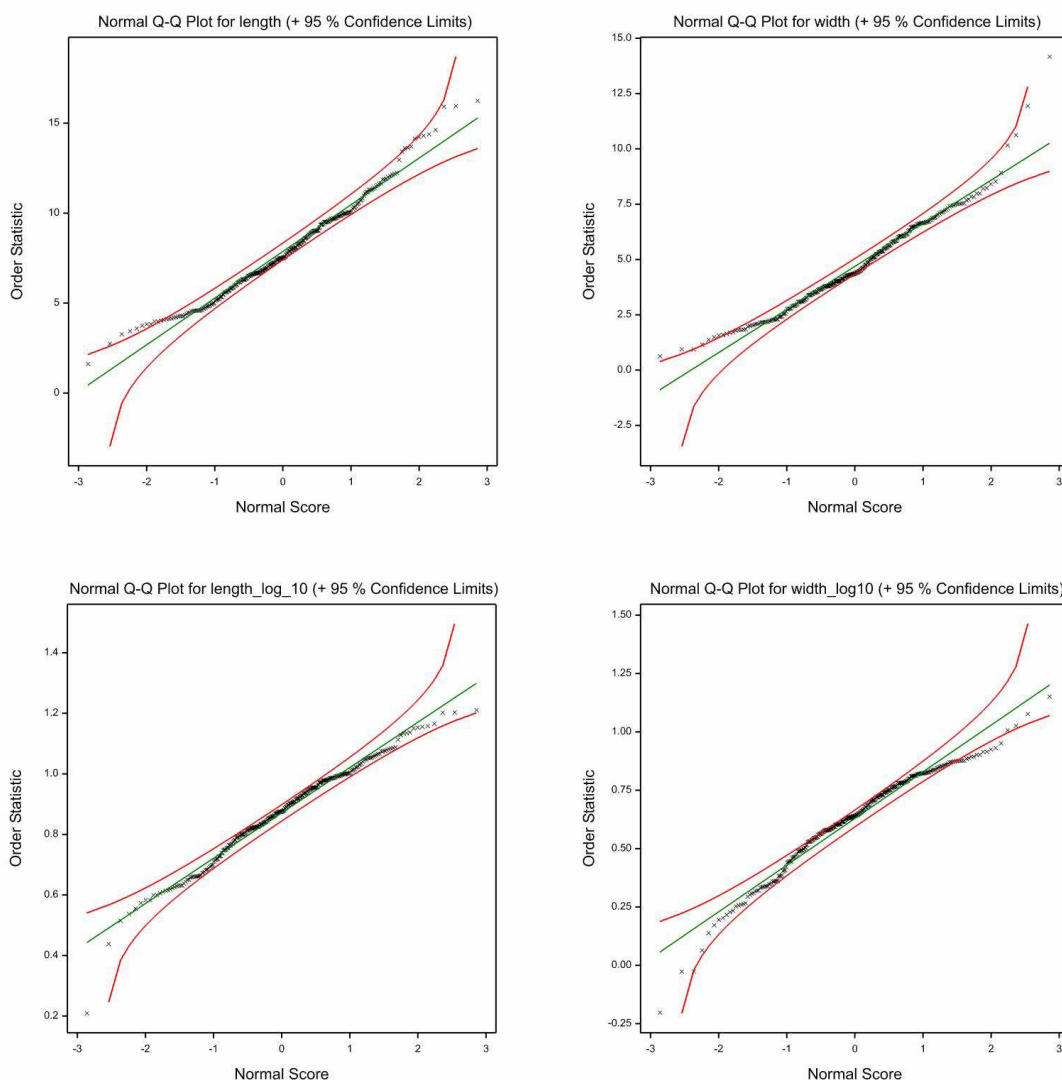 Normal Q-Q Plot for length (+ 95 % Confidence Limits)
15
10
5
0
Order Statistic
-3 -2 -1 0 1 2 3
Normal Score
Normal Q-Q Plot for width (+ 95 % Confidence Limits)
15.0
12.5
10.0
7.5
5.0
2.5
0.0
-2.5
Order Statistic
-3 -2 -1 0 1 2 3
Normal Score
Normal Q-Q Plot for length_log_10 (+ 95 % Confidence Limits)
1.4
1.2
1.0
0.8
0.6
0.4
0.2
Order Statistic
-3 -2 -1 0 1 2 3
Normal Score
Normal Q-Q Plot for width_log10 (+ 95 % Confidence Limits)
1.50
1.25
1.00
0.75
0.50
0.25
0.00
-0.25
Order Statistic
-3 -2 -1 0 1 2 3
Normal Score